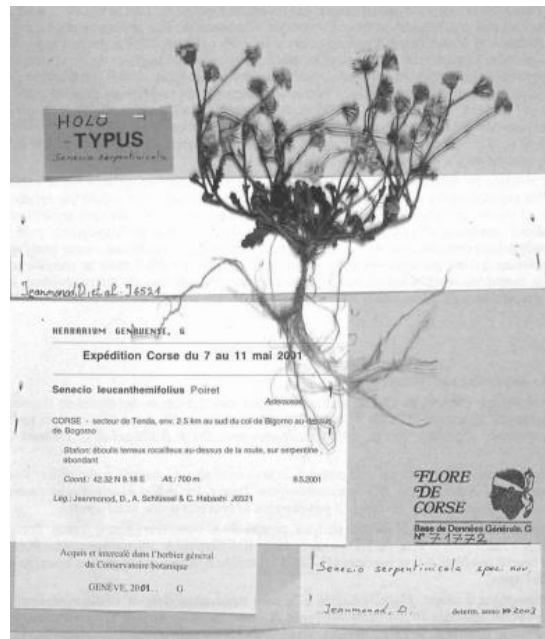 HOLO
- TYPUS
Senecio serpentinicola
Jeanmonod, D. et al. J6521
HERBARIUM GENAVENSE, G
Expédition Corse du 7 au 11 mai 2001
Senecio leucanthemifolius Poiret
Asteraceae
CORSE - secteur de Tenda, env. 2.5 km au sud du col de Bigorno au-dessus
de Bogorno
Station: éboulis terreux rocailleux au-dessus de la route, sur serpentine
abondant
Coord.: 42.32 N 9.18 E Alt.: 700 m 8.5.2001
Lég.: Jeanmonod, D., A. Schlüssel & C. Habashi J6521
FLORE
DE
CORSE
Base de Données Générale, G
N° 71772
Acquis et intercalé dans l'herbier général
du Conservatoire botanique
GENÈVE, 2001. G
Senecio serpentinicola spec. nov.
Jeanmonod, D. determ. anno 2003